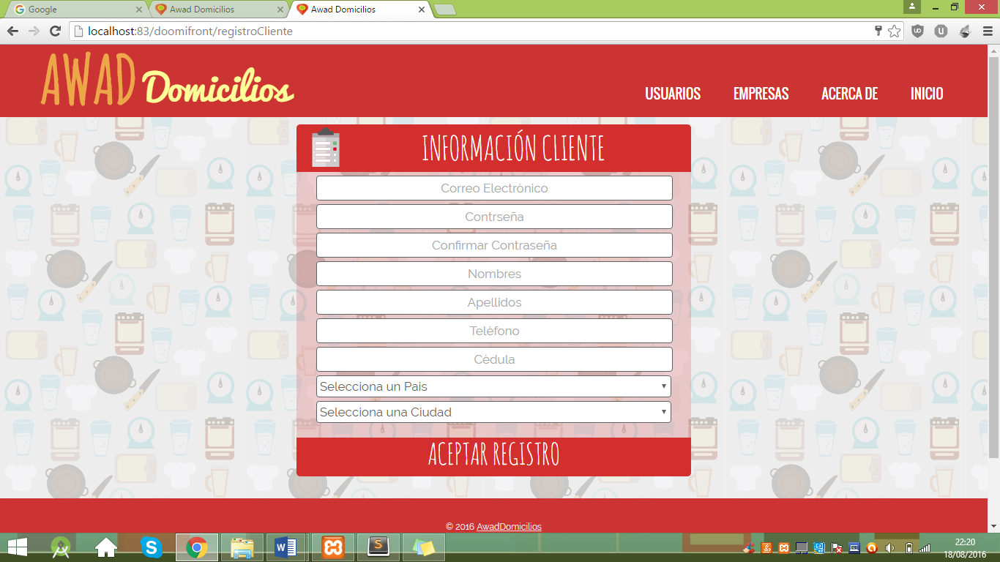 Google
Awad Domicilios
Awad Domicilios
localhost:83/doomifront/registroCliente
AWAD Domicilios
USUARIOS
EMPRESAS
ACERCA DE
INICIO
INFORMACIÓN CLIENTE
Correo Electrònico
Contrseña
Confirmar Contraseña
Nombres
Apellidos
Telèfono
Cèdula
Selecciona un Pais
Selecciona una Ciudad
ACEPTAR REGISTRO
© 2016 AwadDomicilios
22:20
18/08/2016